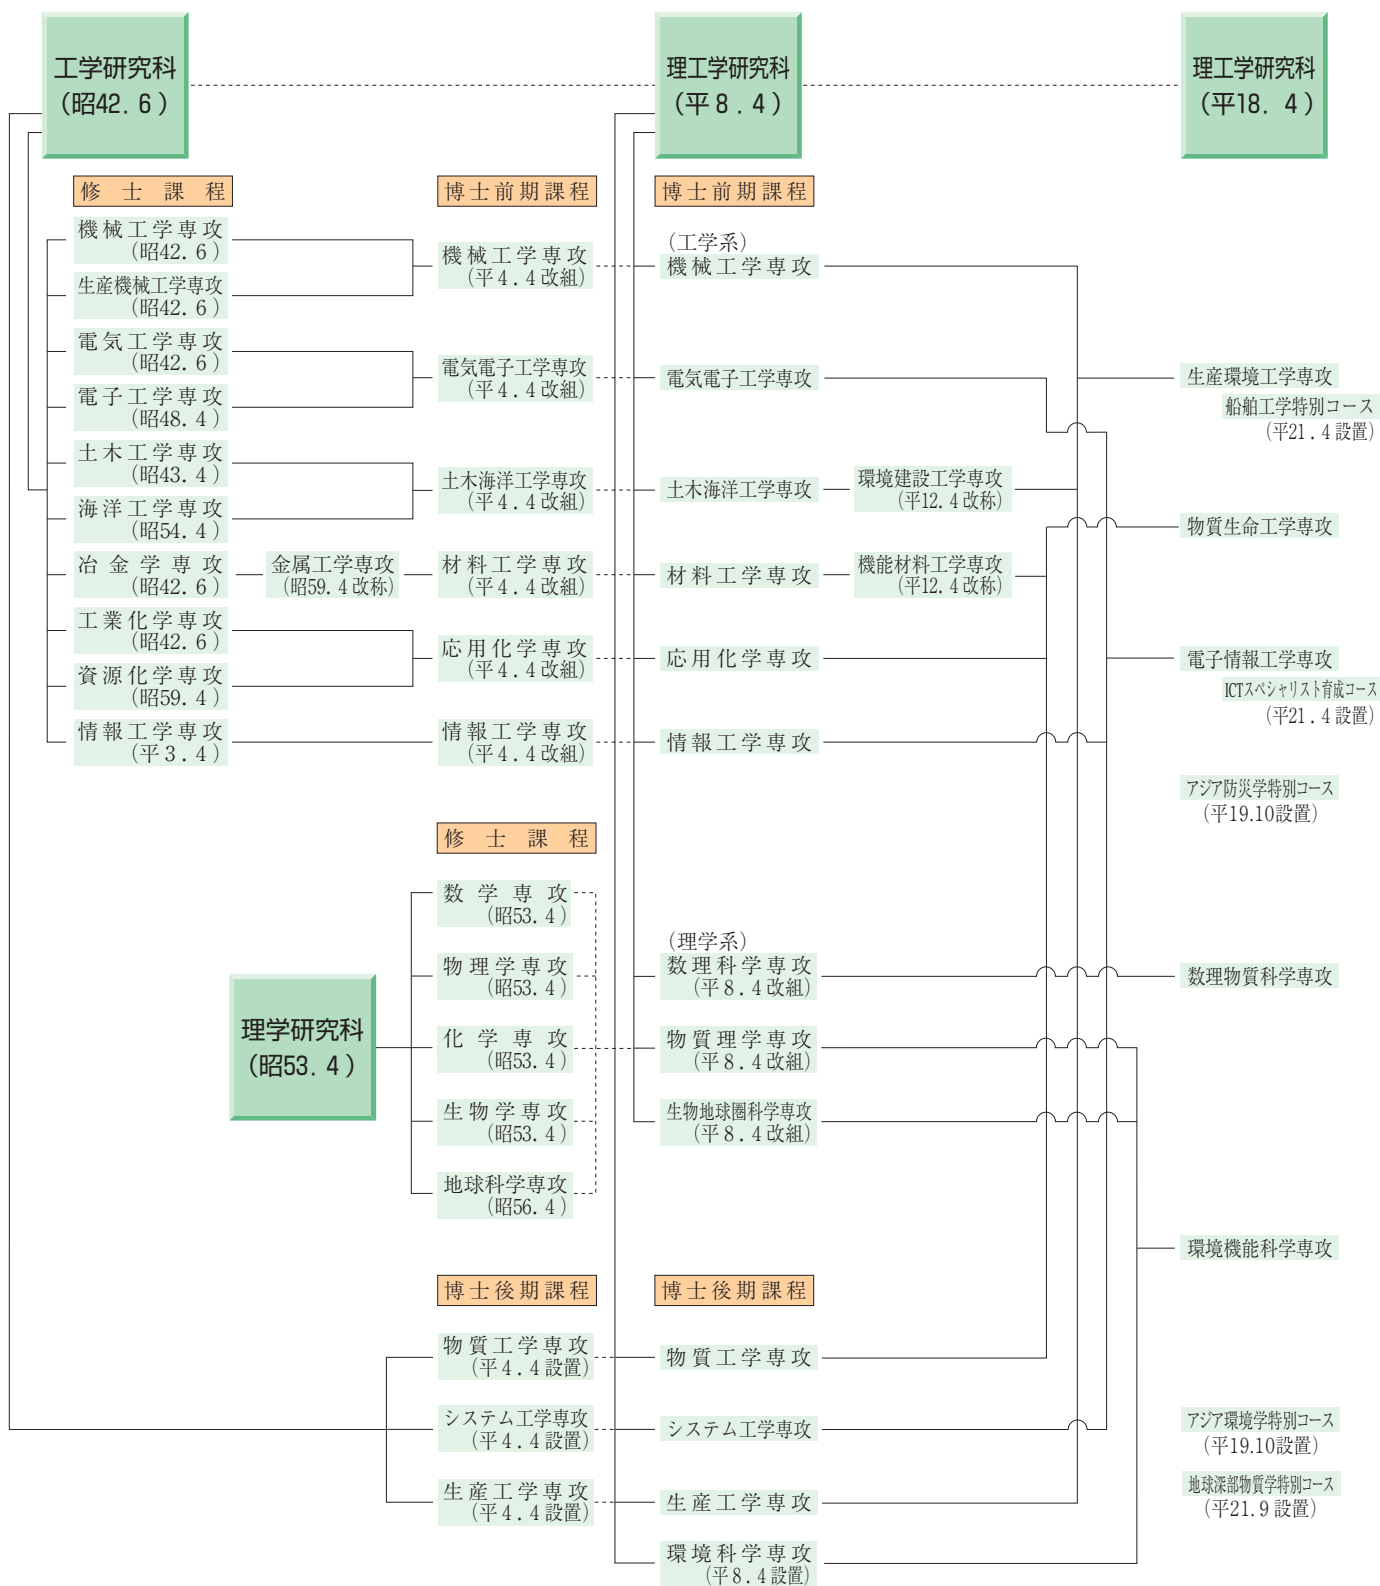 工学研究科
（昭42．6）
理工学研究科
（平8．4）
理工学研究科
（平18．4）
修士課程
博士前期課程
博士前期課程
機械工学専攻
（昭42．6）
生産機械工学専攻
（昭42．6）
電気工学専攻
（昭42．6）
電子工学専攻
（昭48．4）
土木工学専攻
（昭43．4）
海洋工学専攻
（昭54．4）
冶金学専攻
（昭42．6）
金属工学専攻
（昭59．4改称）
工業化学専攻
（昭42．6）
資源化学専攻
（昭59．4）
情報工学専攻
（平3．4）
機械工学専攻
（平4．4改組）
電気電子工学専攻
（平4．4改組）
土木海洋工学専攻
（平4．4改組）
材料工学専攻
（平4．4改組）
応用化学専攻
（平4．4改組）
情報工学専攻
（平4．4改組）
（工学系）
機械工学専攻
電気電子工学専攻
土木海洋工学専攻
環境建設工学専攻
（平12．4改称）
材料工学専攻
機能材料工学専攻
（平12．4改称）
応用化学専攻
情報工学専攻
生産環境工学専攻
船舶工学特別コース
（平21．4設置）
物質生命工学専攻
電子情報工学専攻
ICTスペシャリスト育成コース
（平21．4設置）
アジア防災学特別コース
（平19.10設置）
修士課程
数学専攻
（昭53．4）
物理学専攻
（昭53．4）
理学研究科
（昭53．4）
化学専攻
（昭53．4）
生物学専攻
（昭53．4）
地球科学専攻
（昭56．4）
（理学系）
数理科学専攻
（平8．4改組）
物質理学専攻
（平8．4改組）
生物地球圏科学専攻
（平8．4改組）
数理物質科学専攻
環境機能科学専攻
博士後期課程
博士後期課程
物質工学専攻
（平4．4設置）
物質工学専攻
システム工学専攻
（平4．4設置）
システム工学専攻
生産工学専攻
（平4．4設置）
生産工学専攻
環境科学専攻
（平8．4設置）
アジア環境学特別コース
（平19.10設置）
地球深部物質学特別コース
（平21.9設置）